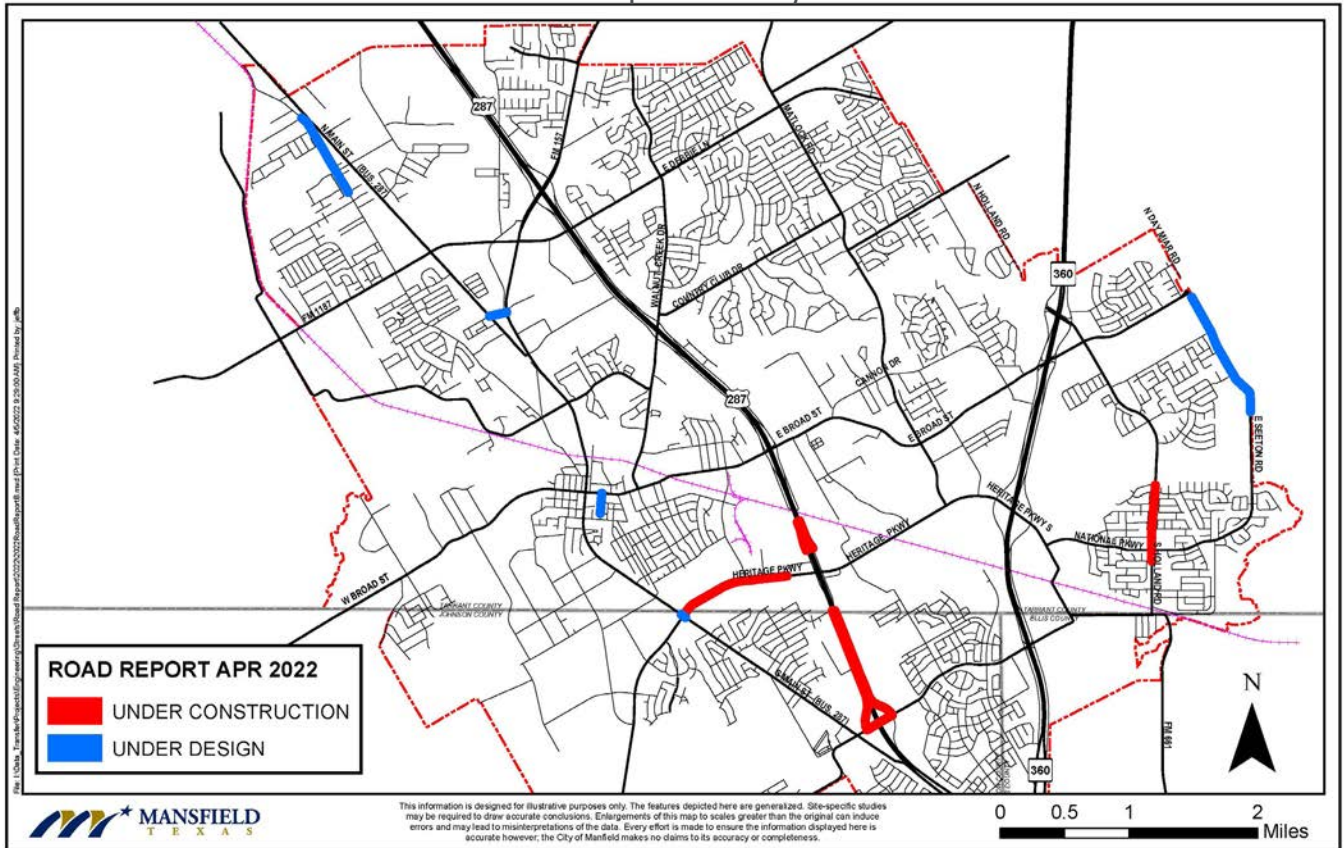 287
N MAIN ST
(BUS. 287)
FM 157
E DEBBIE LN
MATLOCK RD
N HOLLAND RD
N DAY MIAR RD
360
WALNUT CREEK DR
COUNTRY CLUB DR
FM 1187
287
CANNON DR
E BROAD ST
E BROAD ST
E SEETON RD
HERITAGE PKWY S
HERITAGE PKWY
NATIONAL PKWY
S HOLLAND RD
HERITAGE PKWY
W BROAD ST
TARRANT COUNTY
JOHNSON COUNTY
TARRANT COUNTY
ELLIS COUNTY
S MAIN ST (BUS. 287)
FM 661
360
ROAD REPORT APR 2022
UNDER CONSTRUCTION
UNDER DESIGN
N
MANSFIELD
TEXAS
This information is designed for illustrative purposes only. The features depicted here are generalized. Site-specific studies
may be required to draw accurate conclusions. Enlargements of this map to scales greater than the original can induce
errors and may lead to misinterpretations of the data. Every effort is made to ensure the information displayed here is
accurate however; the City of Manfield makes no claims to its accuracy or completeness.
0 0.5 1 2
Miles